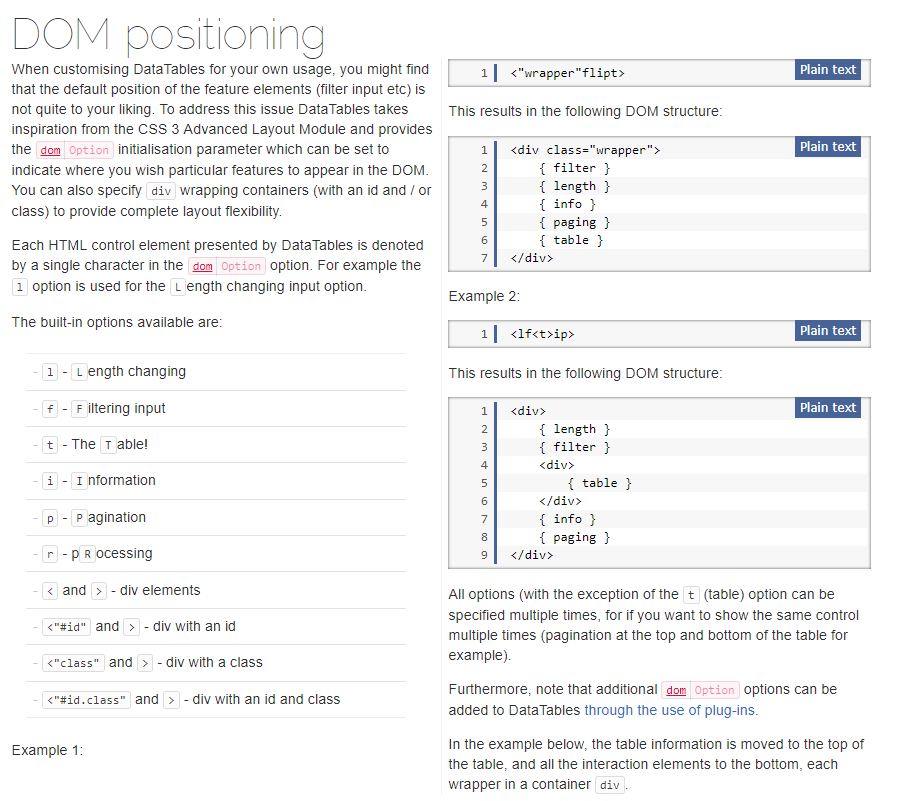 DOM positioning
When customising DataTables for your own usage, you might find
that the default position of the feature elements (filter input etc) is
not quite to your liking. To address this issue DataTables takes
inspiration from the CSS 3 Advanced Layout Module and provides
the dom Option initialisation parameter which can be set to
indicate where you wish particular features to appear in the DOM.
You can also specify div wrapping containers (with an id and / or
class) to provide complete layout flexibility.
Each HTML control element presented by DataTables is denoted
by a single character in the dom Option option. For example the
l option is used for the Length changing input option.
The built-in options available are:
- l - Length changing
- f - Filtering input
- t - The Table!
- i - Information
- p - Pagination
- r - pRocessing
- < and > - div elements
- <"#id" and > - div with an id
- <"class" and > - div with a class
- <"#id.class" and > - div with an id and class
Example 1:
1 <"wrapper"flipt> Plain text
This results in the following DOM structure:
Plain text
1 <div class="wrapper">
2 { filter }
3 { length }
4 { info }
5 { paging }
6 { table }
7 </div>
Example 2:
1 <lf<t>ip> Plain text
This results in the following DOM structure:
Plain text
1 <div>
2 { length }
3 { filter }
4 <div>
5 { table }
6 </div>
7 { info }
8 { paging }
9 </div>
All options (with the exception of the t (table) option can be
specified multiple times, for if you want to show the same control
multiple times (pagination at the top and bottom of the table for
example).
Furthermore, note that additional dom Option options can be
added to DataTables through the use of plug-ins.
In the example below, the table information is moved to the top of
the table, and all the interaction elements to the bottom, each
wrapper in a container div.